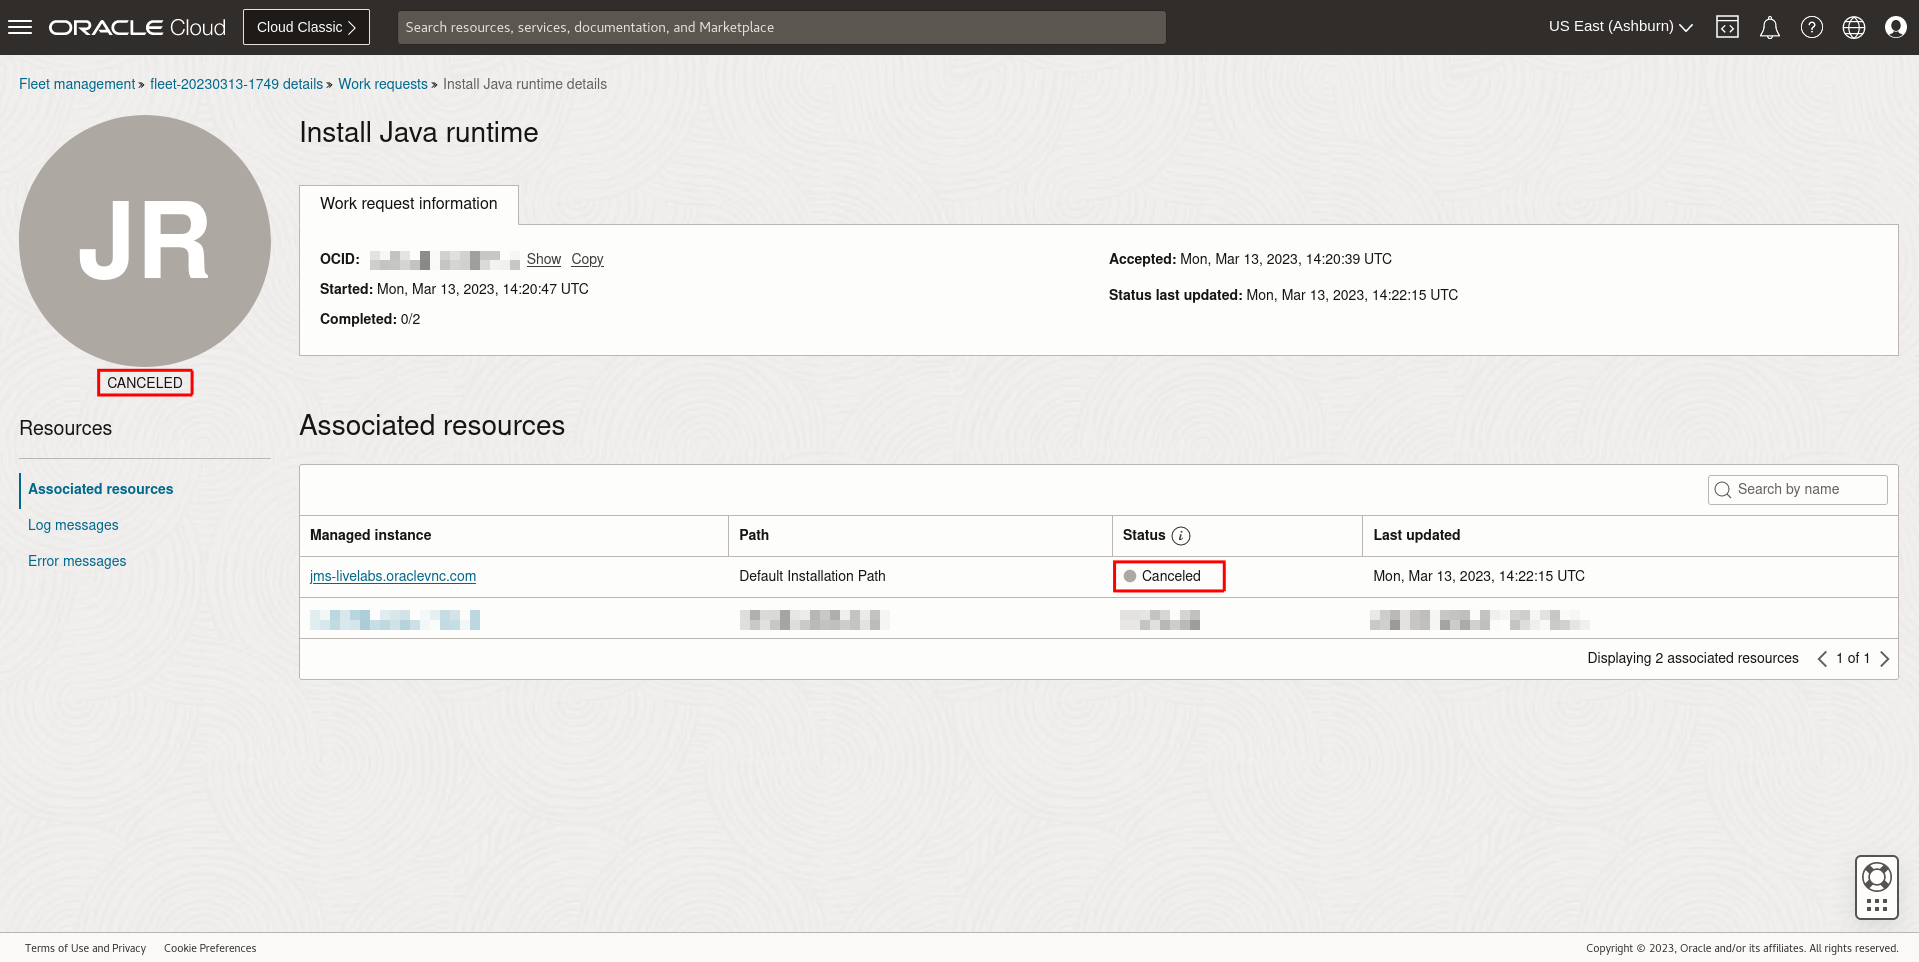 ORACLE Cloud
Cloud Classic
Search resources, services, documentation, and Marketplace
US East (Ashburn)
Fleet management » fleet-20230313-1749 details » Work requests » Install Java runtime details
JR
CANCELED
Install Java runtime
Work request information
OCID: Show Copy
Started: Mon, Mar 13, 2023, 14:20:47 UTC
Completed: 0/2
Accepted: Mon, Mar 13, 2023, 14:20:39 UTC
Status last updated: Mon, Mar 13, 2023, 14:22:15 UTC
Resources
Associated resources
Log messages
Error messages
Associated resources
Search by name
Managed instance Path Status i Last updated
jms-livelabs.oraclevnc.com Default Installation Path Canceled Mon, Mar 13, 2023, 14:22:15 UTC
Displaying 2 associated resources 1 of 1
Terms of Use and Privacy Cookie Preferences
Copyright © 2023, Oracle and/or its affiliates. All rights reserved.